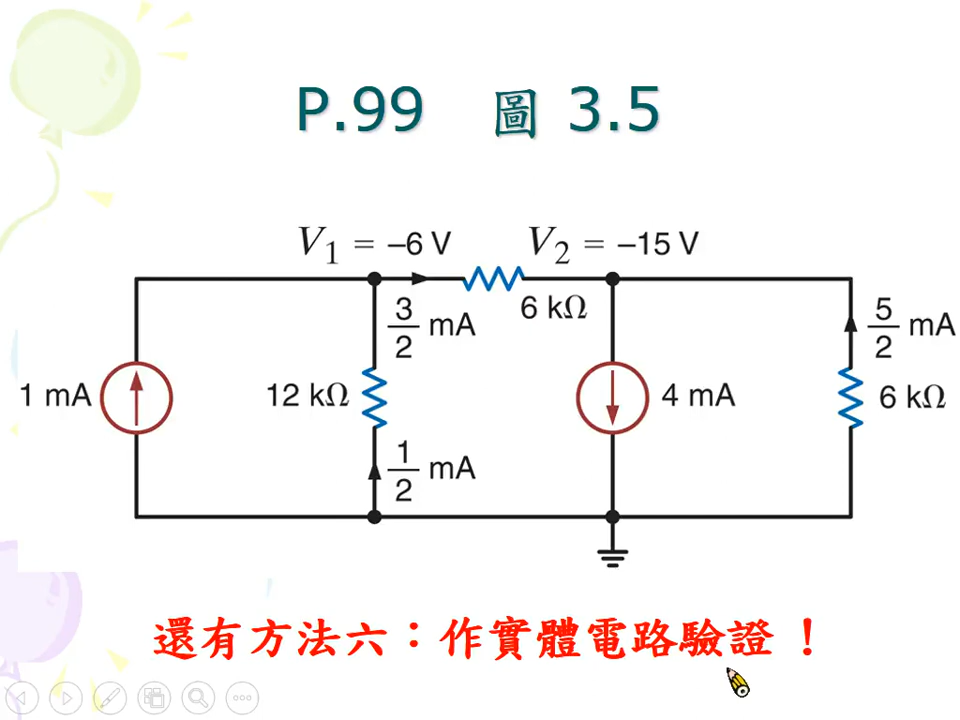 P.99 圖 3.5
V₁ = –6 V
V₂ = –15 V
3/2 mA
6 kΩ
5/2 mA
1 mA
12 kΩ
4 mA
6 kΩ
1/2 mA
還有方法六：作實體電路驗證！